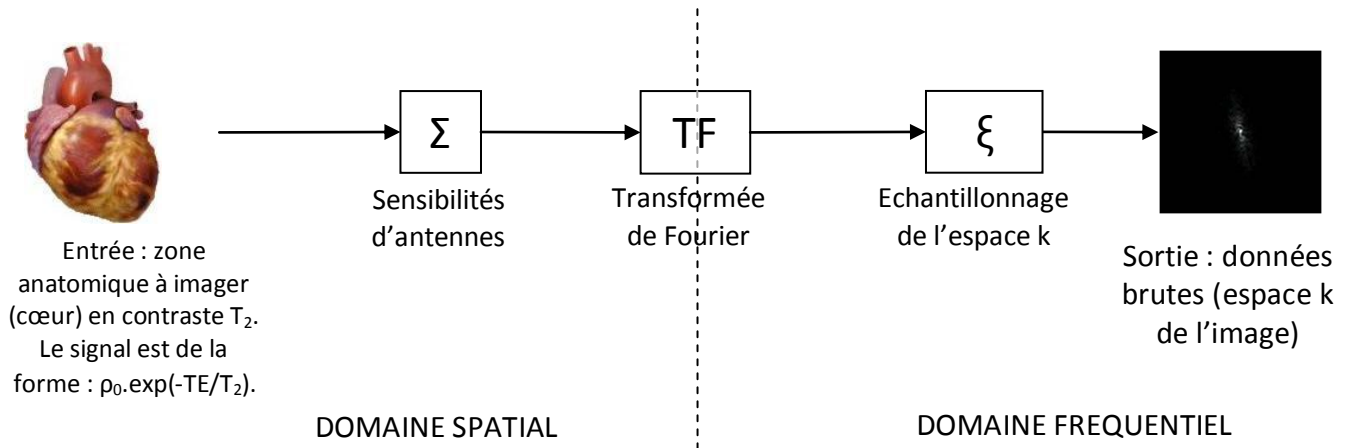 Σ
TF
ξ
Sensibilités
d'antennes
Transformée
de Fourier
Echantillonnage
de l'espace k
Entrée : zone
anatomique à imager
(cœur) en contraste T₂.
Le signal est de la
forme : ρ₀.exp(-TE/T₂).
Sortie : données
brutes (espace k
de l'image)
DOMAINE SPATIAL
DOMAINE FREQUENTIEL